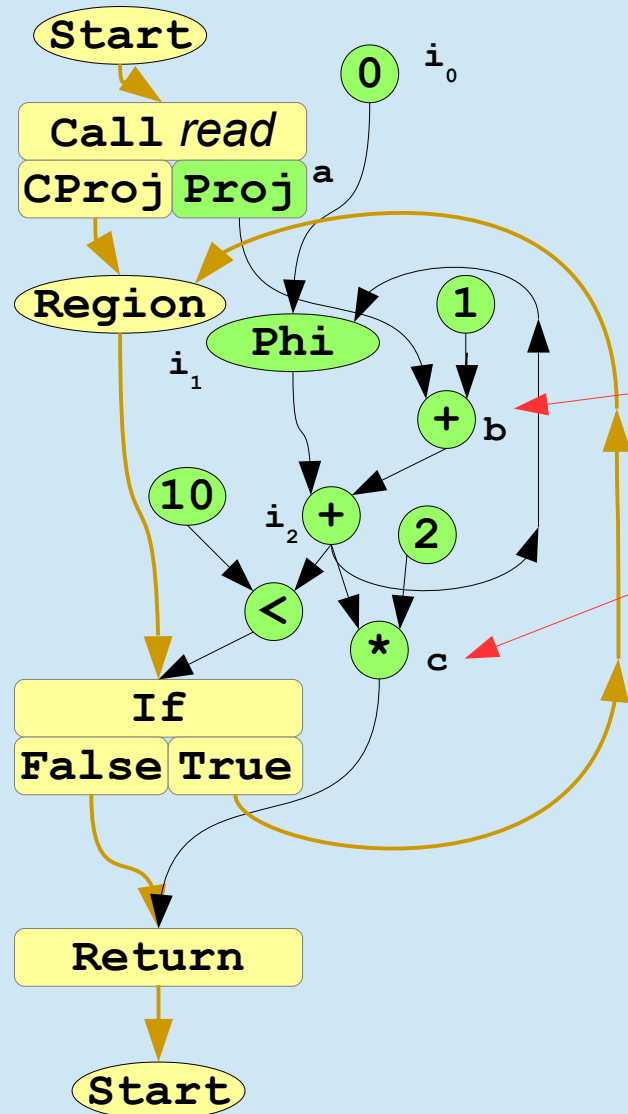 Start
0
i₀
Call read
CProj Proj a
Region
Phi
1
i₁
+ b
10
i₂ +
2
<
* c
If
False True
Return
Start